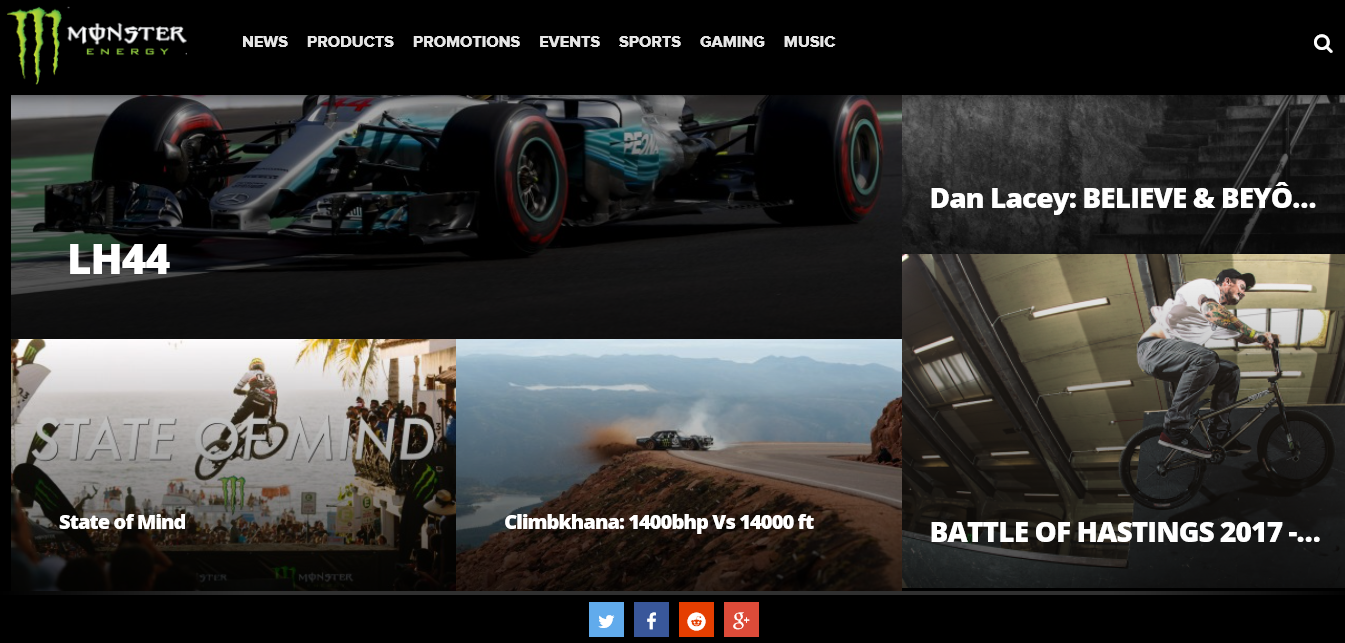 MONSTER
ENERGY
NEWS PRODUCTS PROMOTIONS EVENTS SPORTS GAMING MUSIC
44
LH44
Dan Lacey: BELIEVE & BEYÔ...
STATE OF MIND
State of Mind
MONSTER
Climbkhana: 1400bhp Vs 14000 ft
BATTLE OF HASTINGS 2017 -...